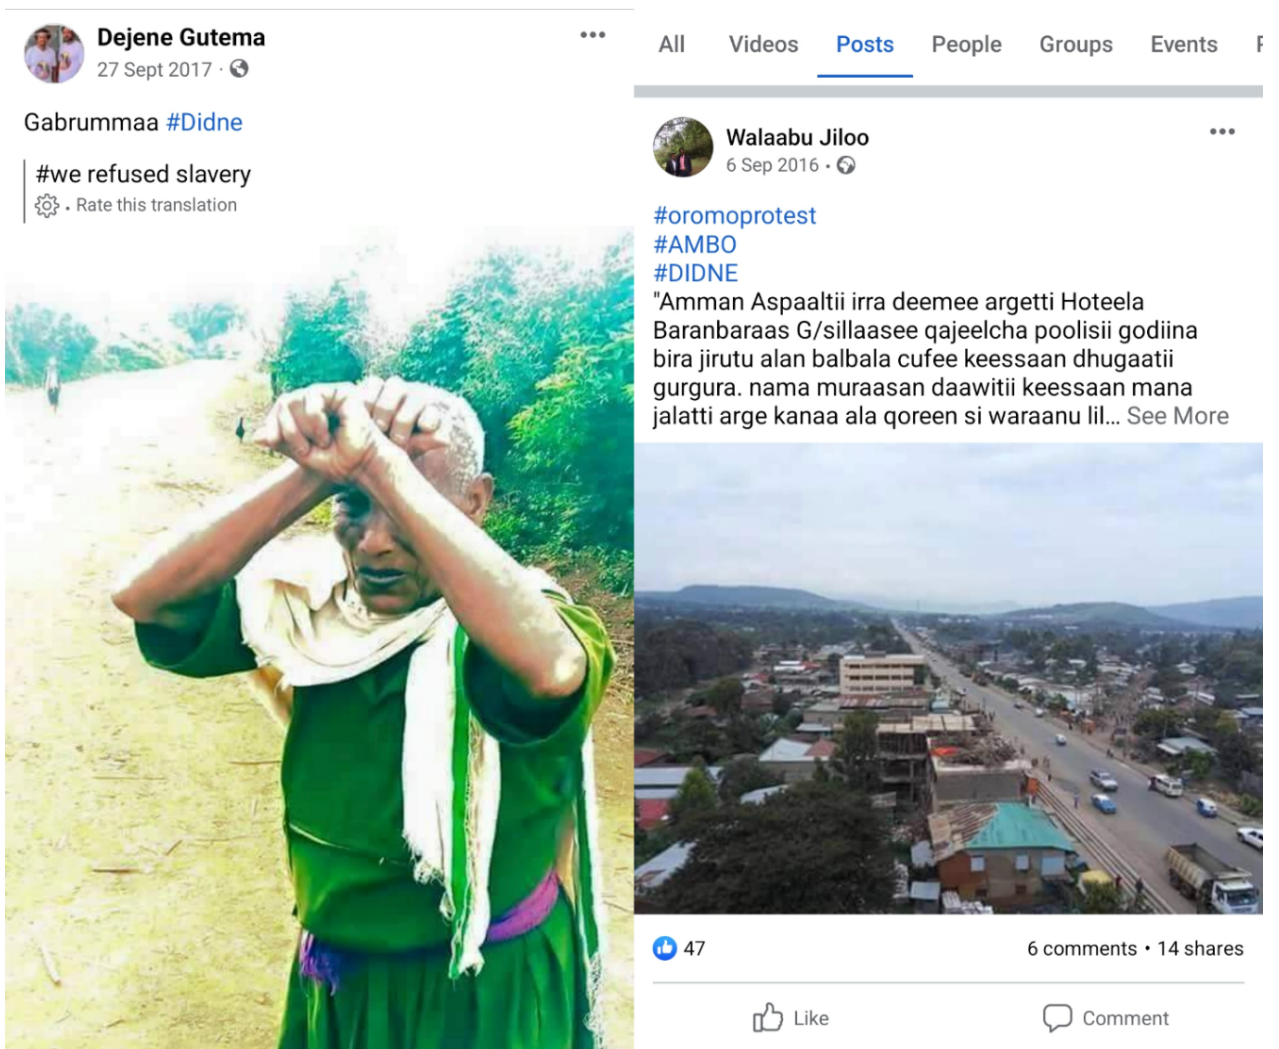 Dejene Gutema
27 Sept 2017 ·
Gabrummaa #Didne
#we refused slavery
· Rate this translation
All Videos Posts People Groups Events
Walaabu Jiloo
6 Sep 2016 ·
#oromoprotest
#AMBO
#DIDNE
"Amman Aspaaltii irra deemee argetti Hoteela
Baranbaraas G/sillaasee qajeelcha poolisii godiina
bira jirutu alan balbala cufee keessaan dhugaatii
gurgura. nama muraasan daawitii keessaan mana
jalatti arge kanaa ala qoreen si waraanu lil... See More
47
6 comments · 14 shares
Like
Comment